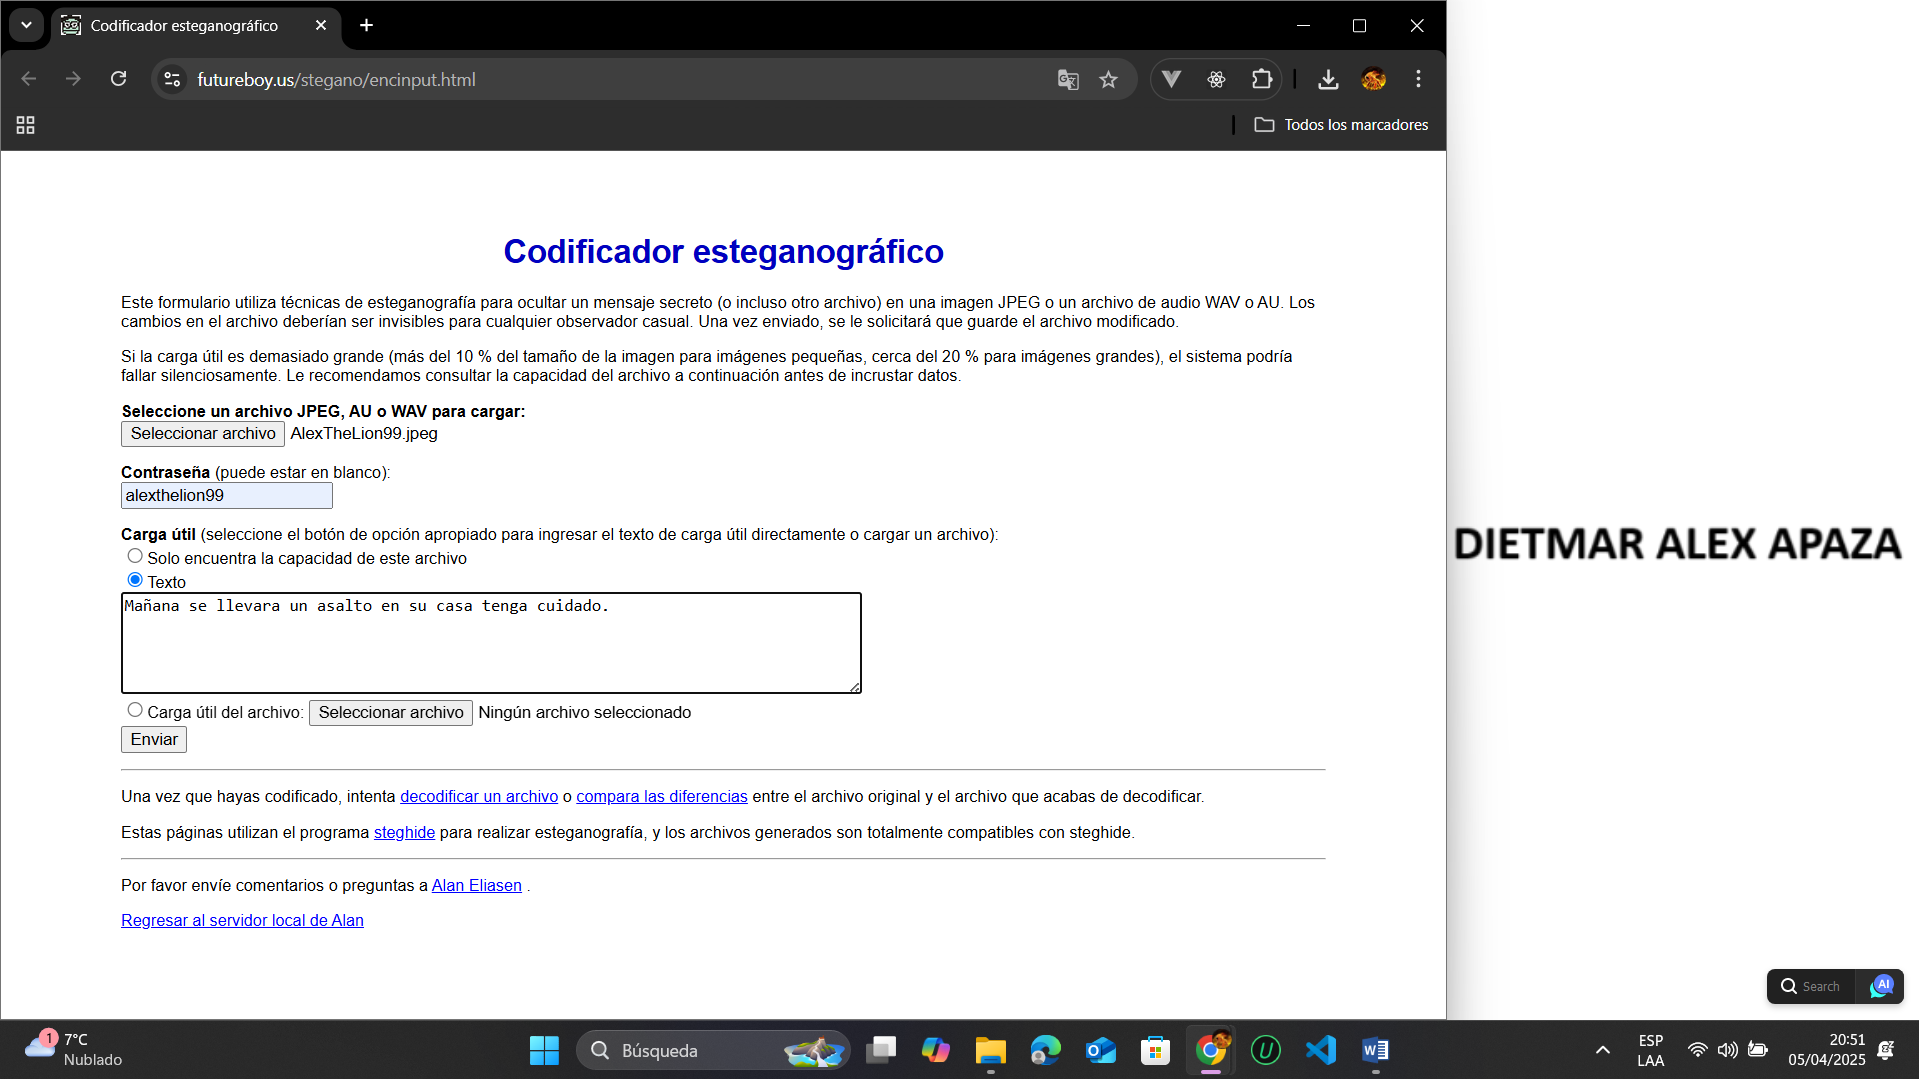 Codificador esteganográfico
futureboy.us/stegano/encinput.html
Todos los marcadores
Codificador esteganográfico
Este formulario utiliza técnicas de esteganografía para ocultar un mensaje secreto (o incluso otro archivo) en una imagen JPEG o un archivo de audio WAV o AU. Los
cambios en el archivo deberían ser invisibles para cualquier observador casual. Una vez enviado, se le solicitará que guarde el archivo modificado.
Si la carga útil es demasiado grande (más del 10 % del tamaño de la imagen para imágenes pequeñas, cerca del 20 % para imágenes grandes), el sistema podría
fallar silenciosamente. Le recomendamos consultar la capacidad del archivo a continuación antes de incrustar datos.
Seleccione un archivo JPEG, AU o WAV para cargar:
Seleccionar archivo AlexTheLion99.jpeg
Contraseña (puede estar en blanco):
alexthelion99
Carga útil (seleccione el botón de opción apropiado para ingresar el texto de carga útil directamente o cargar un archivo):
Solo encuentra la capacidad de este archivo
Texto
Mañana se llevara un asalto en su casa tenga cuidado.
Carga útil del archivo: Seleccionar archivo Ningún archivo seleccionado
Enviar
Una vez que hayas codificado, intenta decodificar un archivo o compara las diferencias entre el archivo original y el archivo que acabas de decodificar.
Estas páginas utilizan el programa steghide para realizar esteganografía, y los archivos generados son totalmente compatibles con steghide.
Por favor envíe comentarios o preguntas a Alan Eliasen .
Regresar al servidor local de Alan
DIETMAR ALEX APAZA
Search AI
1 7°C
Nublado
Búsqueda
ESP
LAA
20:51
05/04/2025